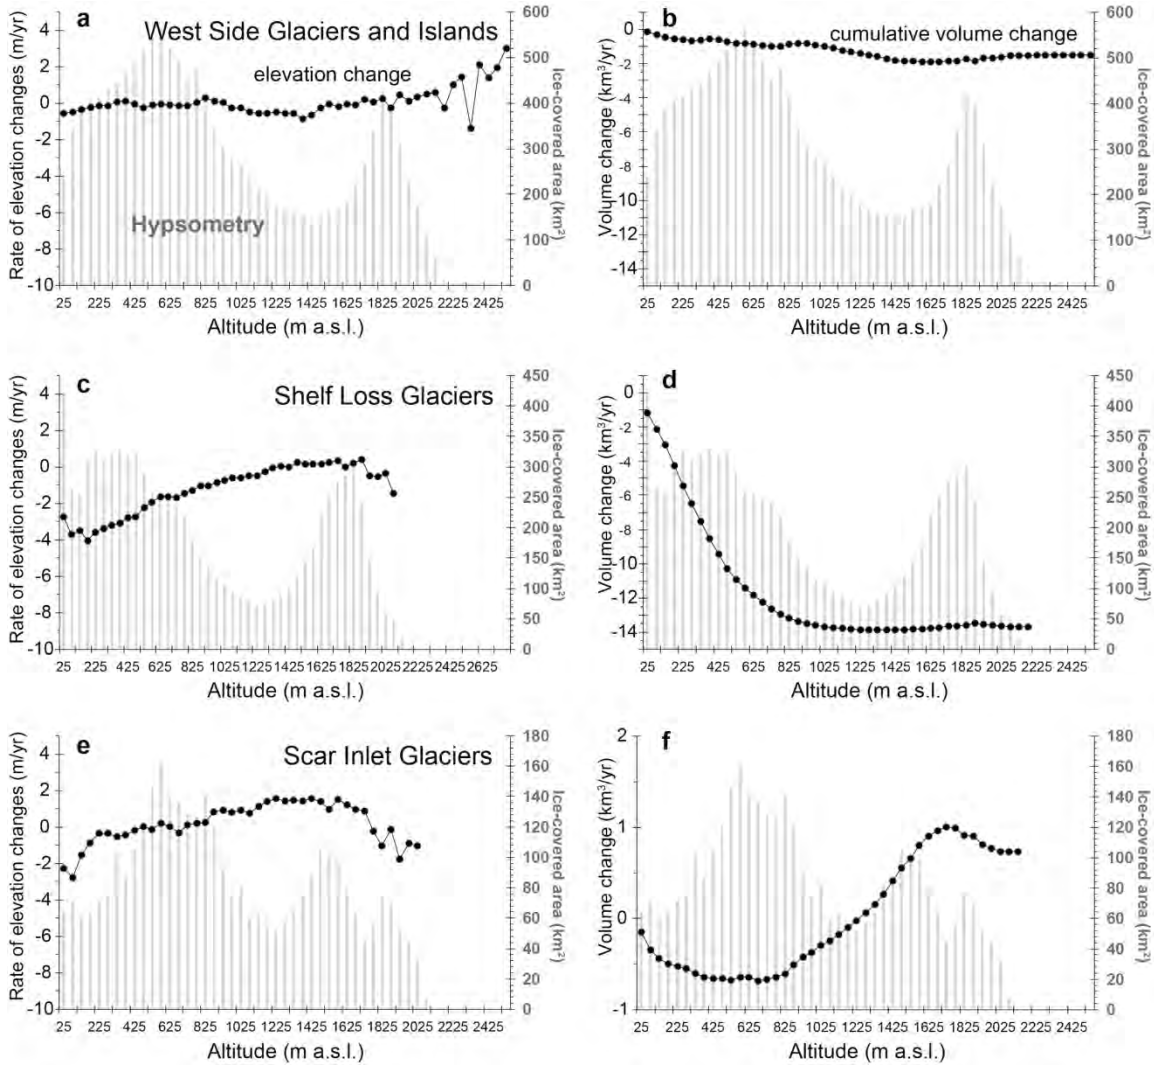 a
West Side Glaciers and Islands
elevation change
Hypsometry
Rate of elevation changes (m/yr)
4
2
0
-2
-4
-6
-8
-10
600
500
400
300
200
100
0
Ice-covered area (km²)
25 225 425 625 825 1025 1225 1425 1625 1825 2025 2225 2425
Altitude (m a.s.l.)
b
cumulative volume change
Volume change (km³/yr)
0
-2
-4
-6
-8
-10
-11
-14
600
500
400
300
200
100
0
Ice-covered area (km²)
25 225 425 625 825 1025 1225 1425 1625 1825 2025 2225 2425
Altitude (m a.s.l.)
c
Shelf Loss Glaciers
Rate of elevation changes (m/yr)
4
2
0
-2
-4
-6
-8
-10
450
400
350
300
250
200
150
100
50
0
Ice-covered area (km²)
25 225 425 625 825 1025 1225 1425 1625 1825 2025 2225 2425 2625
Altitude (m a.s.l.)
d
Volume change (km³/yr)
0
-2
-4
-6
-8
-10
-12
-14
450
400
350
300
250
200
150
100
50
0
Ice-covered area (km²)
25 225 425 625 825 1025 1225 1425 1625 1825 2025 2225 2425
Altitude (m a.s.l.)
e
Scar Inlet Glaciers
Rate of elevation changes (m/yr)
4
2
0
-2
-4
-6
-8
-10
180
160
140
120
100
80
60
40
20
0
Ice-covered area (km²)
25 225 425 625 825 1025 1225 1425 1625 1825 2025 2225 2425
Altitude (m a.s.l.)
f
Volume change (km³/yr)
2
1
-0
-1
180
160
140
120
100
80
60
40
20
0
Ice-covered area (km²)
25 225 425 625 825 1025 1225 1425 1625 1825 2025 2225 2425
Altitude (m a.s.l.)